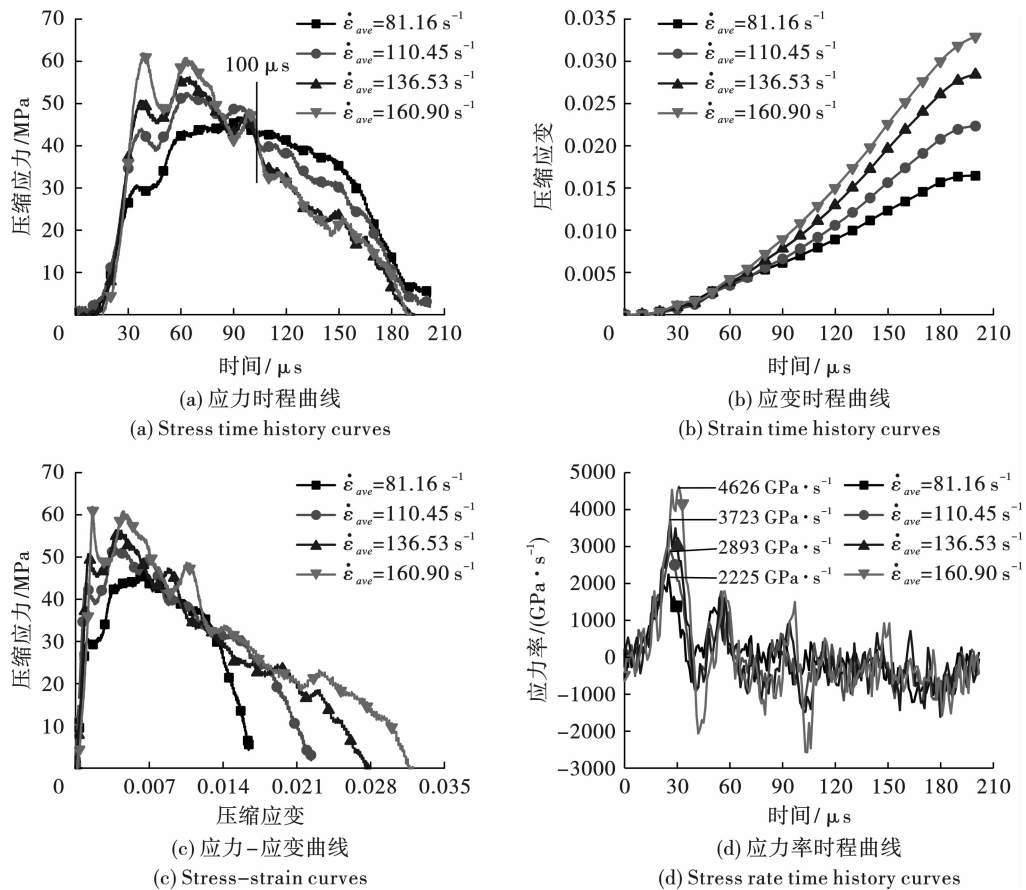 70
60
50
40
30
20
10
0
压缩应力/MPa
ε̇ave=81.16 s⁻¹
ε̇ave=110.45 s⁻¹
ε̇ave=136.53 s⁻¹
ε̇ave=160.90 s⁻¹
100 μs
30 60 90 120 150 180 210
时间/μs
(a) 应力时程曲线
(a) Stress time history curves
0.035
0.030
0.025
0.020
0.015
0.010
0.005
0
压缩应变
ε̇ave=81.16 s⁻¹
ε̇ave=110.45 s⁻¹
ε̇ave=136.53 s⁻¹
ε̇ave=160.90 s⁻¹
30 60 90 120 150 180 210
时间/μs
(b) 应变时程曲线
(b) Strain time history curves
70
60
50
40
30
20
10
0
压缩应力/MPa
ε̇ave=81.16 s⁻¹
ε̇ave=110.45 s⁻¹
ε̇ave=136.53 s⁻¹
ε̇ave=160.90 s⁻¹
0.007 0.014 0.021 0.028 0.035
压缩应变
(c) 应力-应变曲线
(c) Stress-strain curves
5000
4000
3000
2000
1000
0
-1000
-2000
-3000
应力率/(GPa·s⁻¹)
4626 GPa·s⁻¹
3723 GPa·s⁻¹
2893 GPa·s⁻¹
2225 GPa·s⁻¹
ε̇ave=81.16 s⁻¹
ε̇ave=110.45 s⁻¹
ε̇ave=136.53 s⁻¹
ε̇ave=160.90 s⁻¹
0 30 60 90 120 150 180 210
时间/μs
(d) 应力率时程曲线
(d) Stress rate time history curves